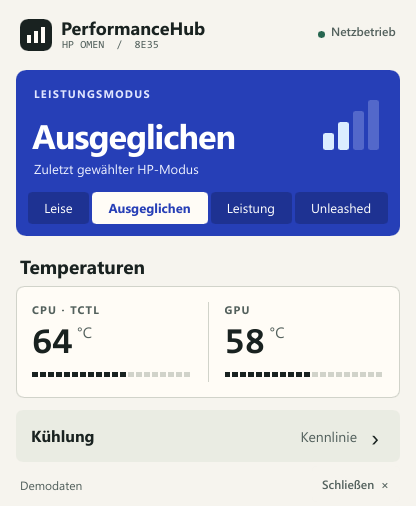 PerformanceHub
HP OMEN / 8E35
Netzbetrieb
LEISTUNGSMODUS
Ausgeglichen
Zuletzt gewählter HP-Modus
Leise
Ausgeglichen
Leistung
Unleashed
Temperaturen
CPU · TCTL
64 °C
GPU
58 °C
Kühlung
Kennlinie ›
Demodaten
Schließen ×